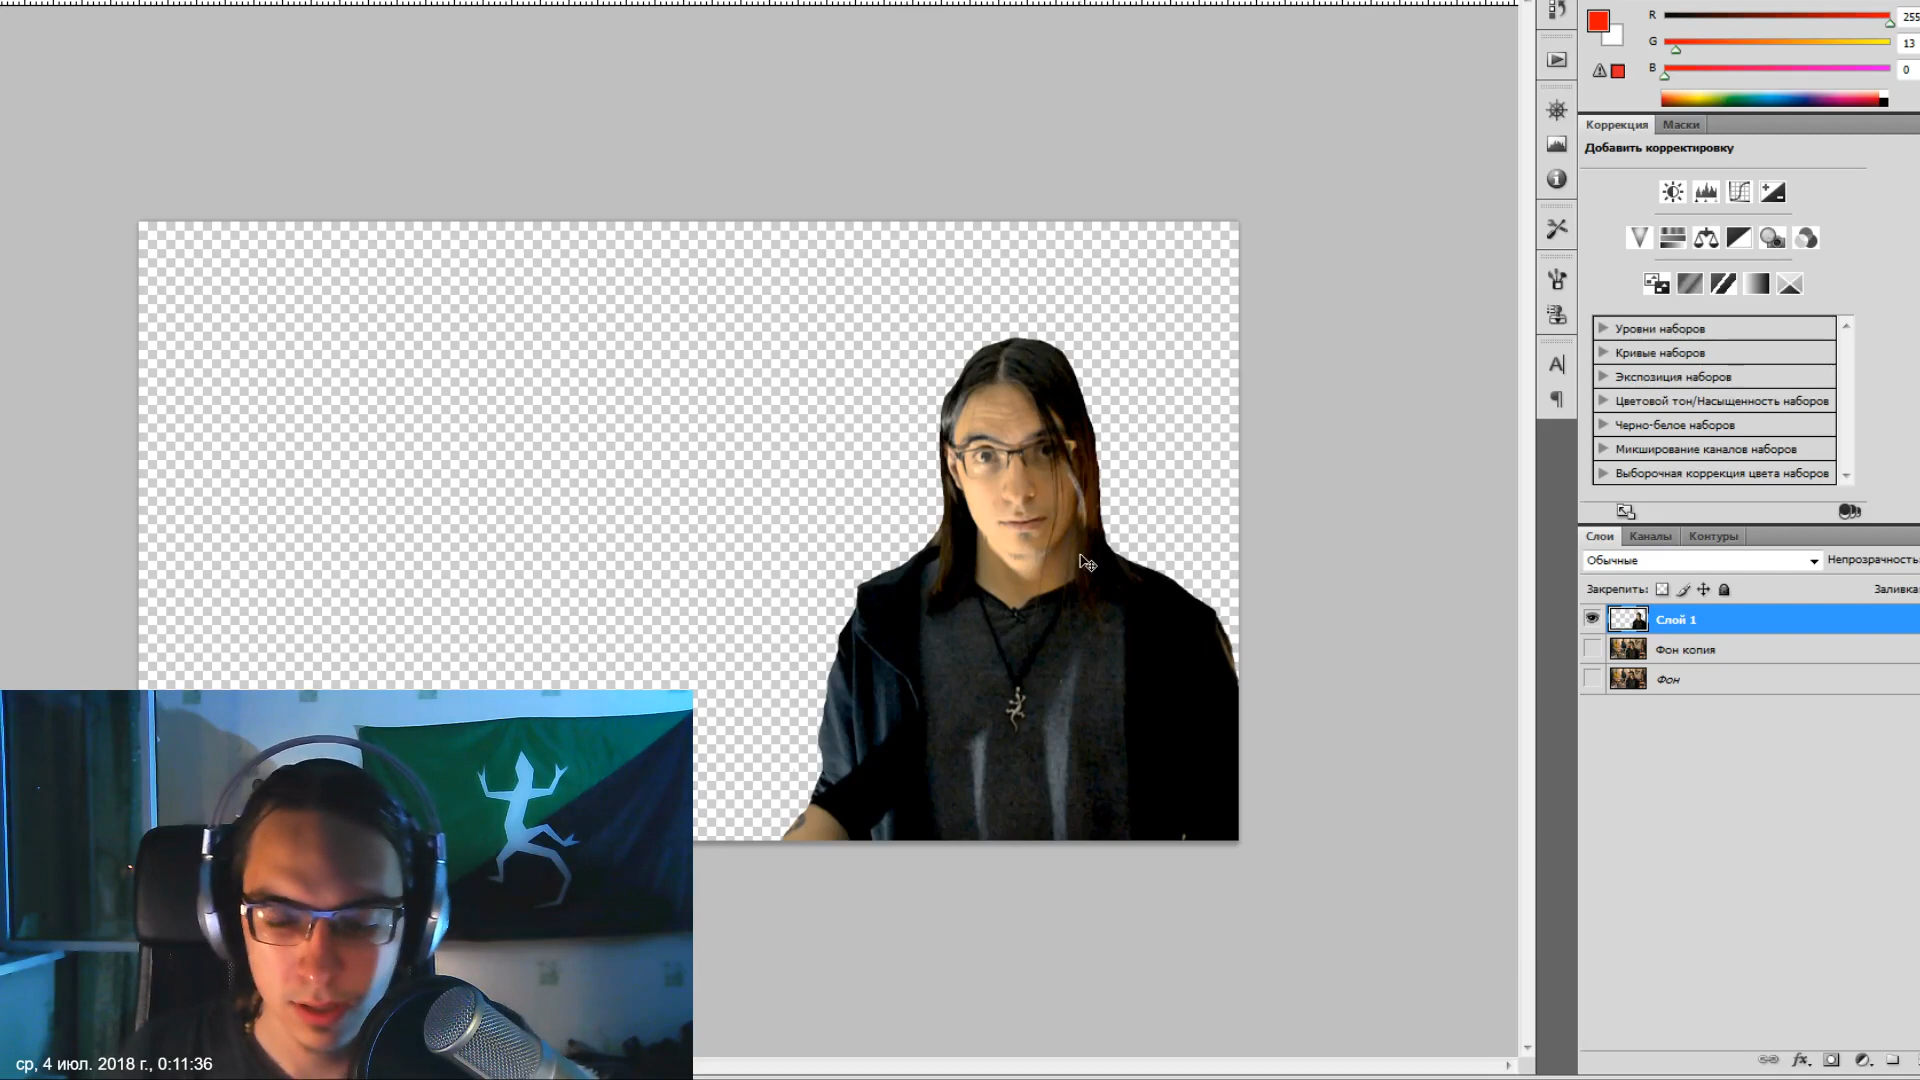 R 255
G 13
B 0
Коррекция Маски
Добавить корректировку
Уровни наборов
Кривые наборов
Экспозиция наборов
Цветовой тон/Насыщенность наборов
Черно-белое наборов
Микширование каналов наборов
Выборочная коррекция цвета наборов
Слои Каналы Контуры
Обычные Непрозрачность:
Закрепить: Заливка:
Слой 1
Фон копия
Фон
ср, 4 июл. 2018 г., 0:11:36